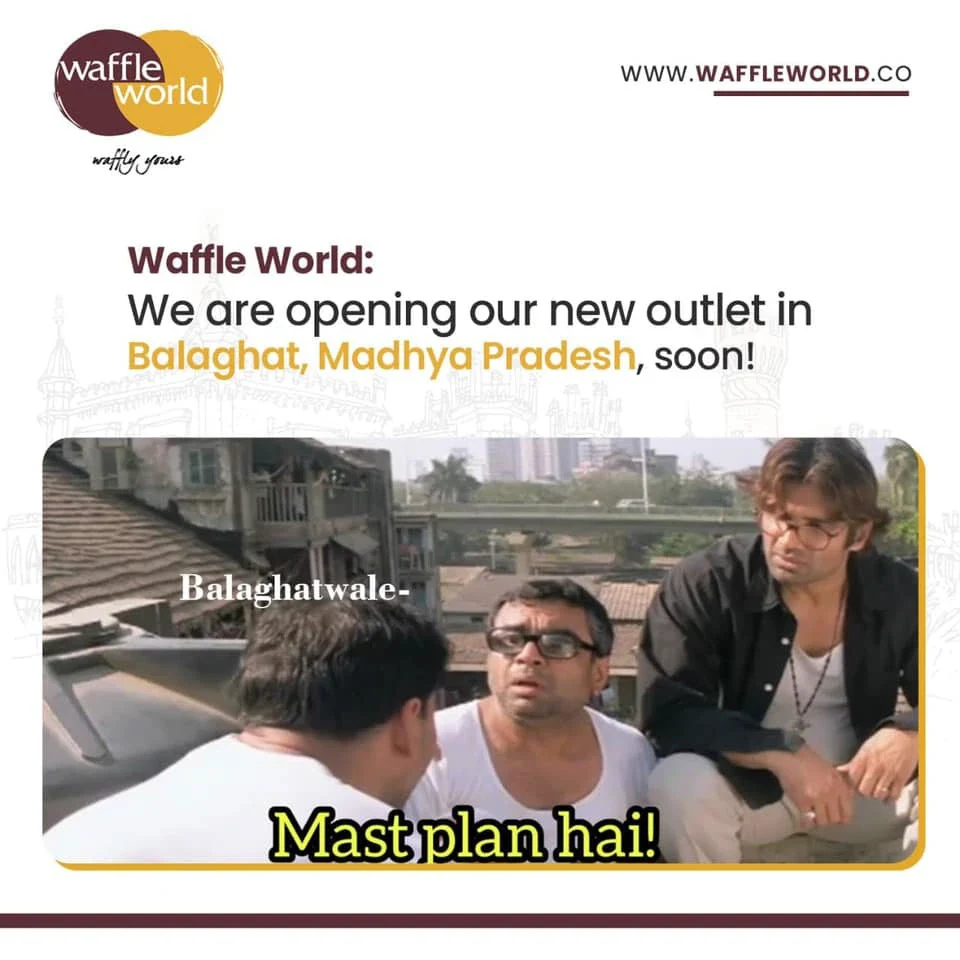 waffle
world
waffly yours
WWW.WAFFLEWORLD.CO
Waffle World:
We are opening our new outlet in
Balaghat, Madhya Pradesh, soon!
Balaghatwale-
Mast plan hai!